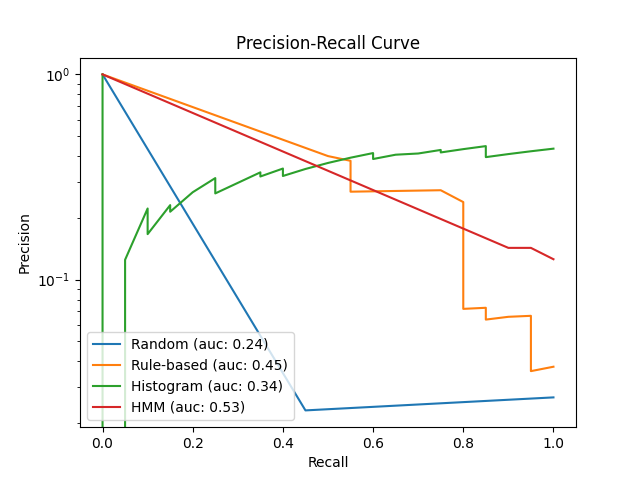 Precision-Recall Curve
Precision
10⁰
10⁻¹
Random (auc: 0.24)
Rule-based (auc: 0.45)
Histogram (auc: 0.34)
HMM (auc: 0.53)
0.0 0.2 0.4 0.6 0.8 1.0
Recall